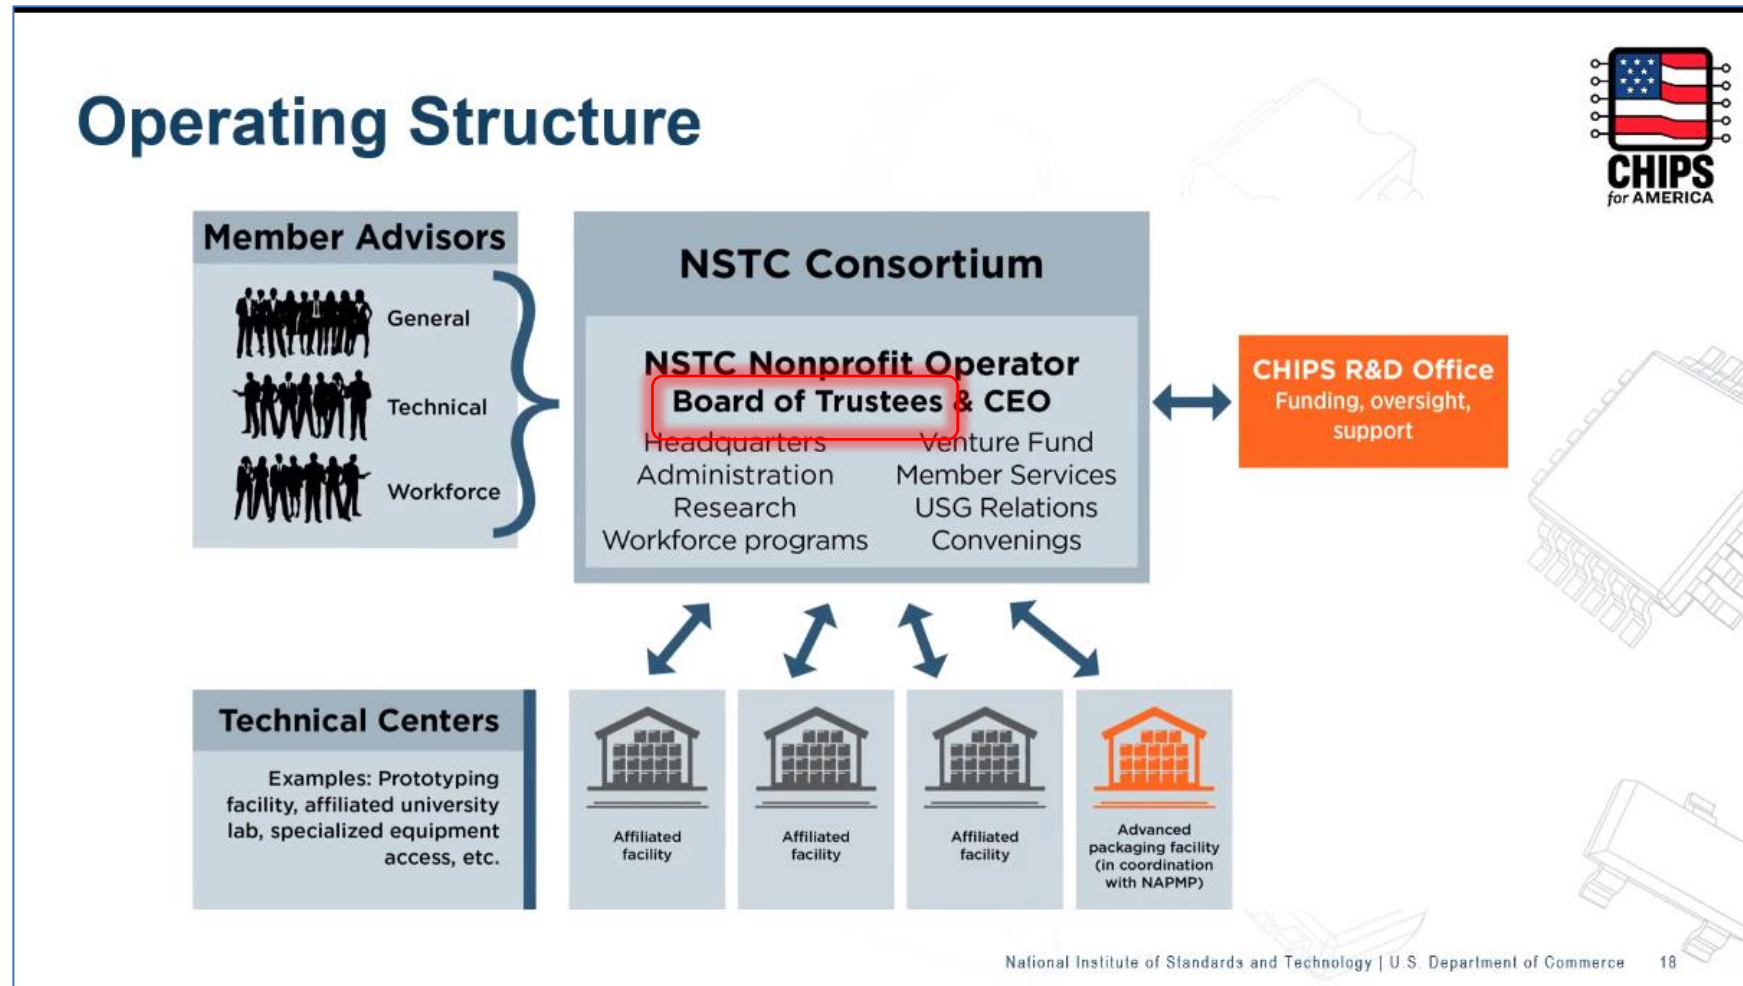 Operating Structure
CHIPS
for AMERICA
Member Advisors
General
Technical
Workforce
NSTC Consortium
NSTC Nonprofit Operator
Board of Trustees & CEO
Headquarters
Administration
Research
Workforce programs
Venture Fund
Member Services
USG Relations
Convenings
CHIPS R&D Office
Funding, oversight,
support
Technical Centers
Examples: Prototyping
facility, affiliated university
lab, specialized equipment
access, etc.
Affiliated
facility
Affiliated
facility
Affiliated
facility
Advanced
packaging facility
(in coordination
with NAPMP)
National Institute of Standards and Technology | U.S. Department of Commerce 18